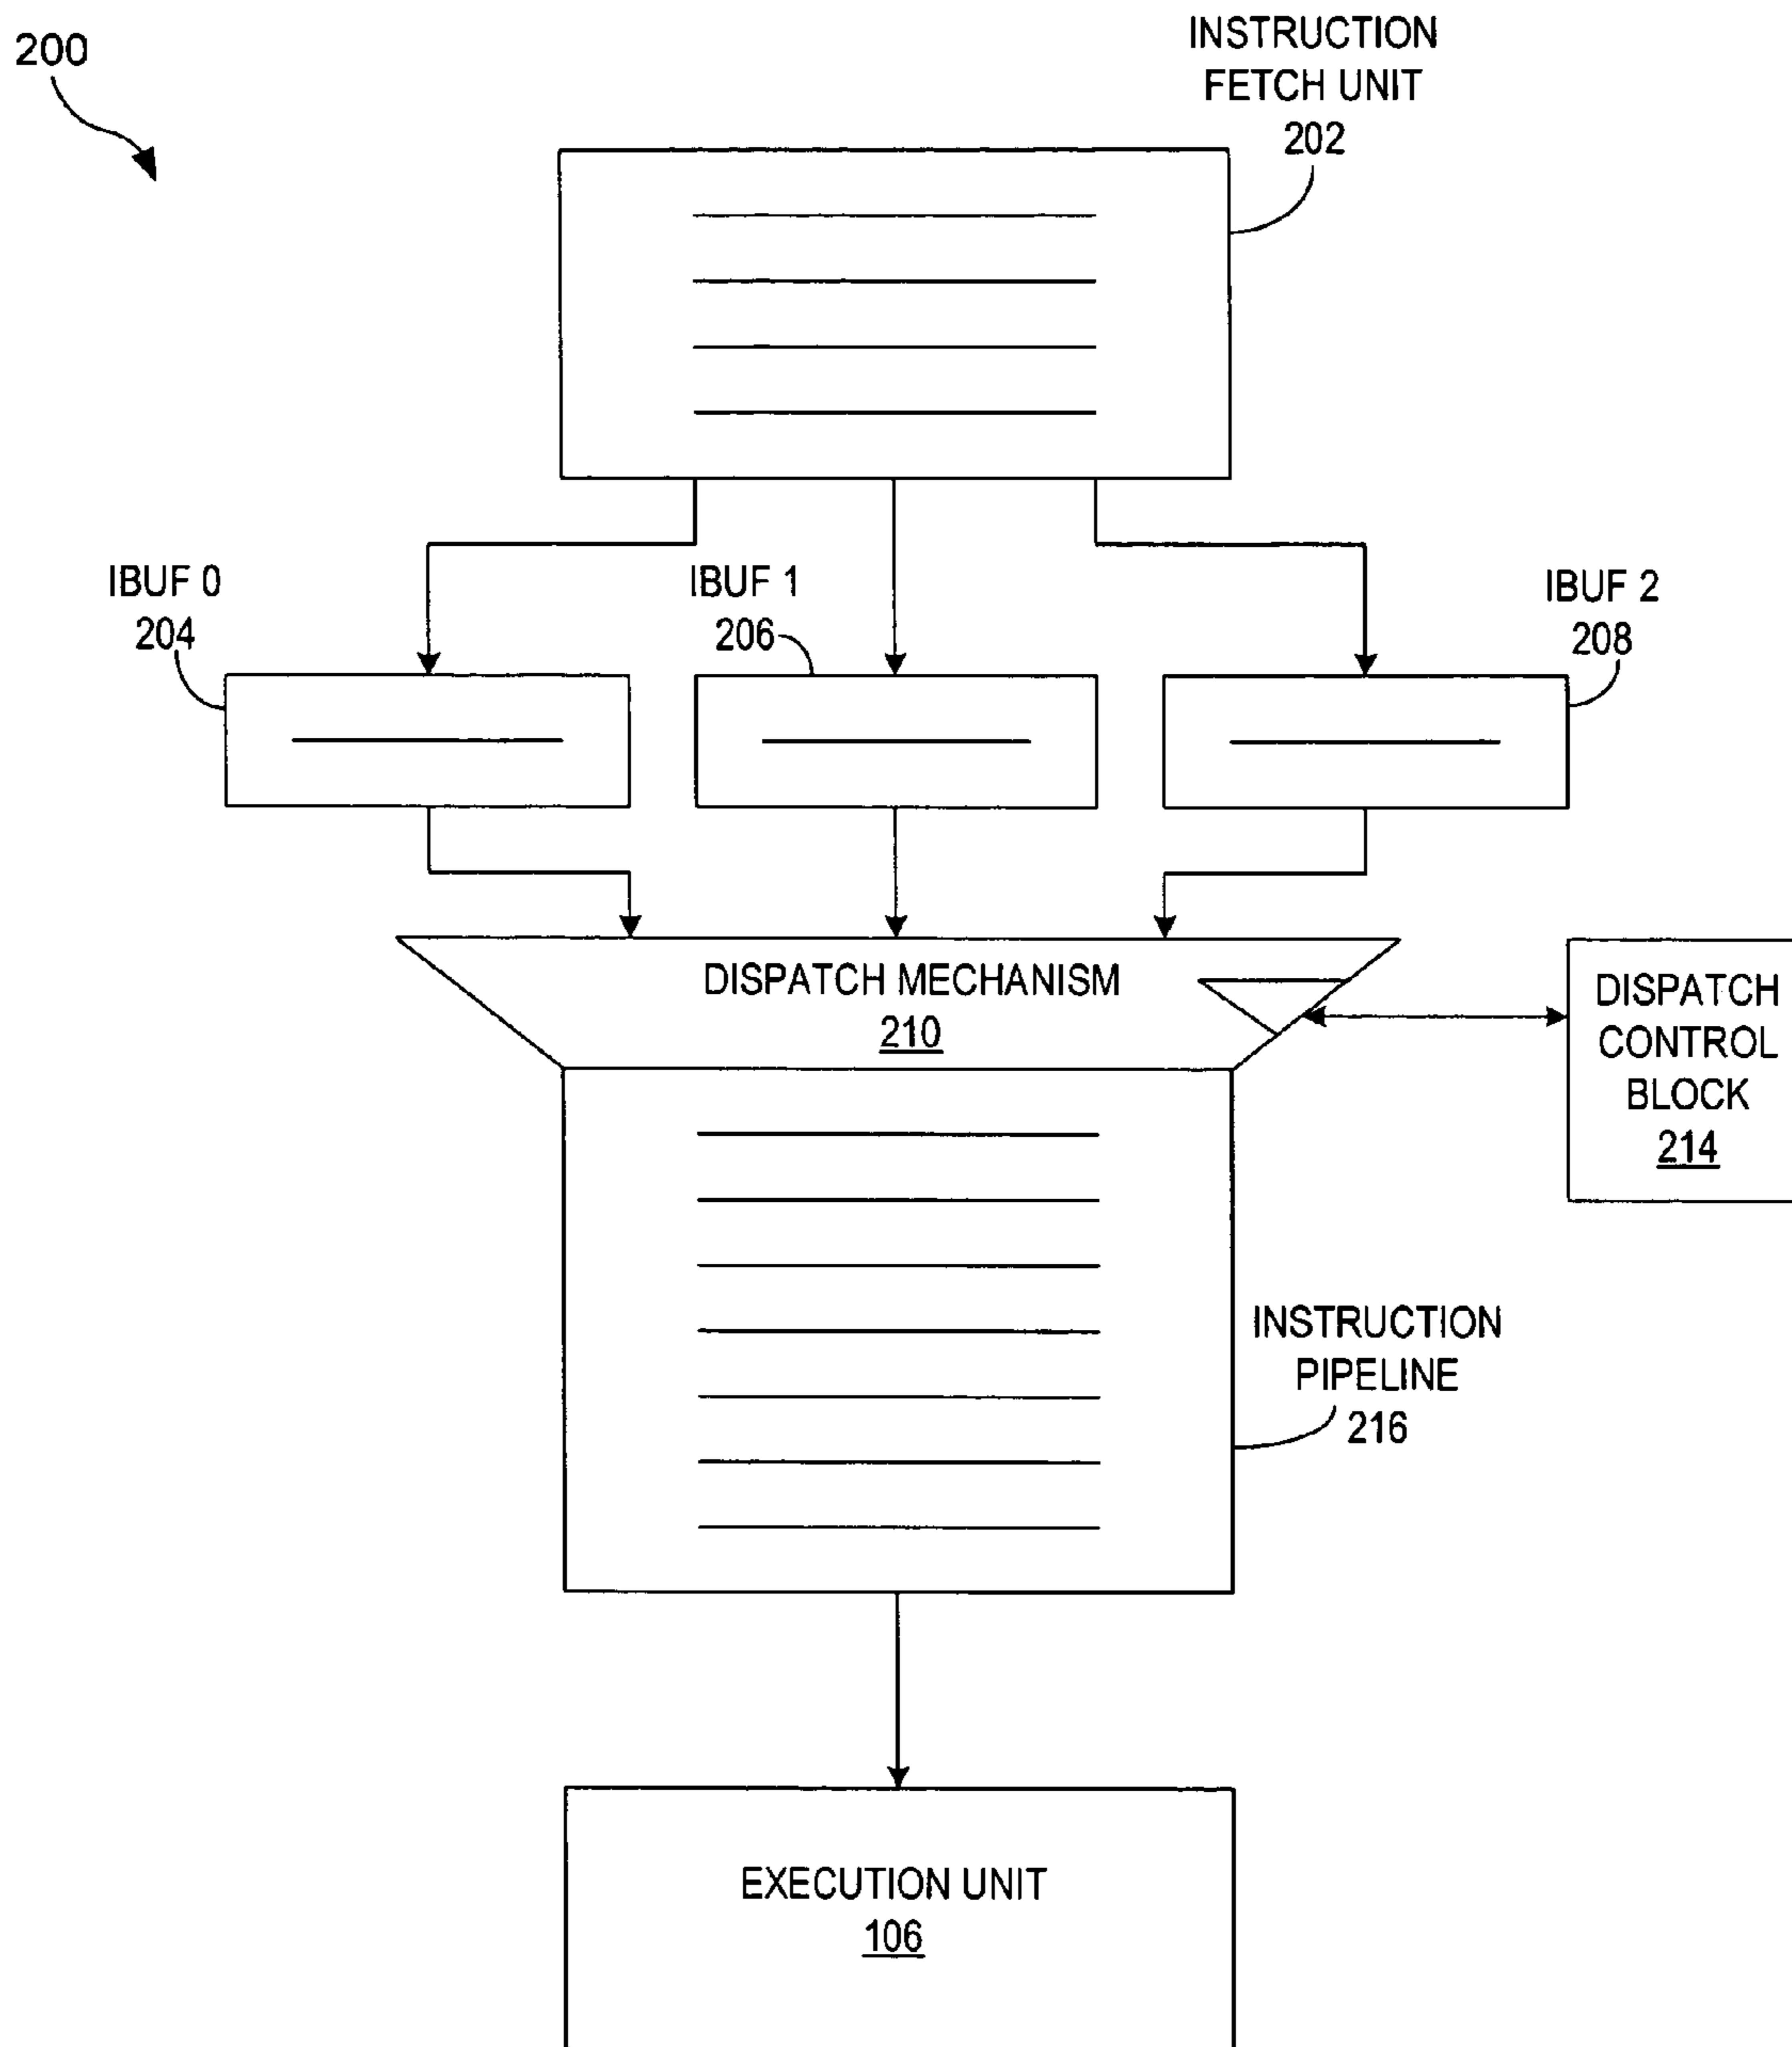 200
INSTRUCTION
FETCH UNIT
202
IBUF 0
204
IBUF 1
206
IBUF 2
208
DISPATCH MECHANISM
210
DISPATCH
CONTROL
BLOCK
214
INSTRUCTION
PIPELINE
216
EXECUTION UNIT
106